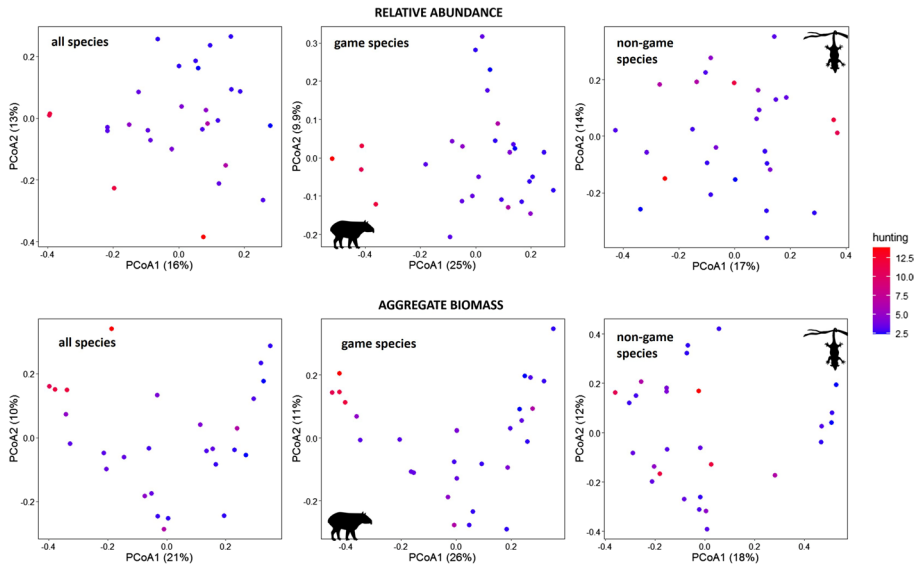 RELATIVE ABUNDANCE
all species
PCoA2 (13%)
0.2
0.0
-0.2
-0.4
-0.4
-0.2
0.0
0.2
PCoA1 (16%)
game species
PCoA2 (9.9%)
0.3
0.2
0.1
0.0
-0.1
-0.2
-0.4
-0.2
0.0
0.2
PCoA1 (25%)
non-game
species
PCoA2 (14%)
0.2
0.0
-0.2
-0.4
-0.2
0.0
0.2
0.4
PCoA1 (17%)
hunting
12.5
10.0
7.5
5.0
2.5
AGGREGATE BIOMASS
all species
PCoA2 (10%)
0.2
0.0
-0.2
-0.4
-0.2
0.0
0.2
PCoA1 (21%)
game species
PCoA2 (11%)
0.2
0.0
-0.2
-0.4
-0.2
0.0
0.2
0.4
PCoA1 (26%)
non-game
species
PCoA2 (12%)
0.4
0.2
0.0
-0.2
-0.4
-0.4
-0.2
0.0
0.2
0.4
PCoA1 (18%)